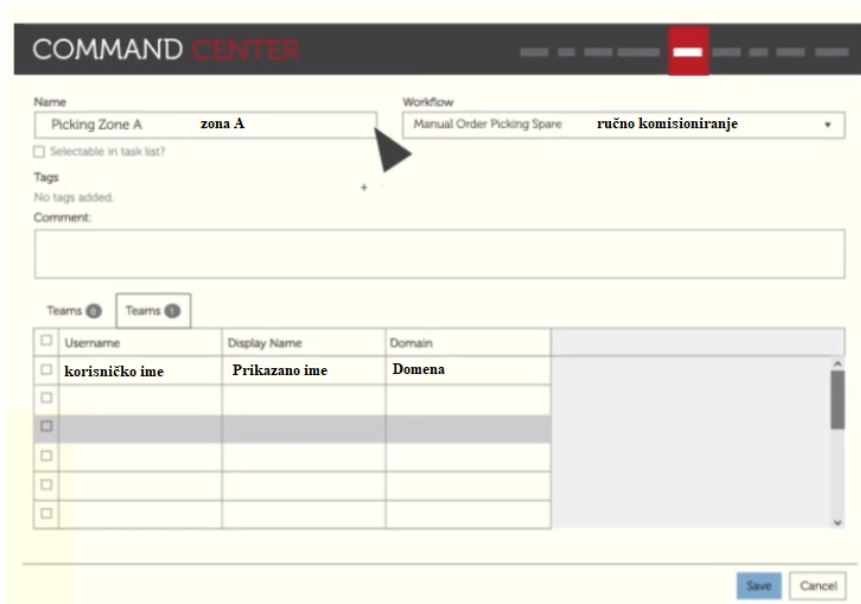 COMMAND CENTER
Name
Workflow
Picking Zone A zona A
Manual Order Picking Spare ručno komisioniranje
Selectable in task list?
Tags
+
No tags added.
Comment:
Teams 0 Teams 1
Username Display Name Domain
korisničko ime Prikazano ime Domena
Save Cancel